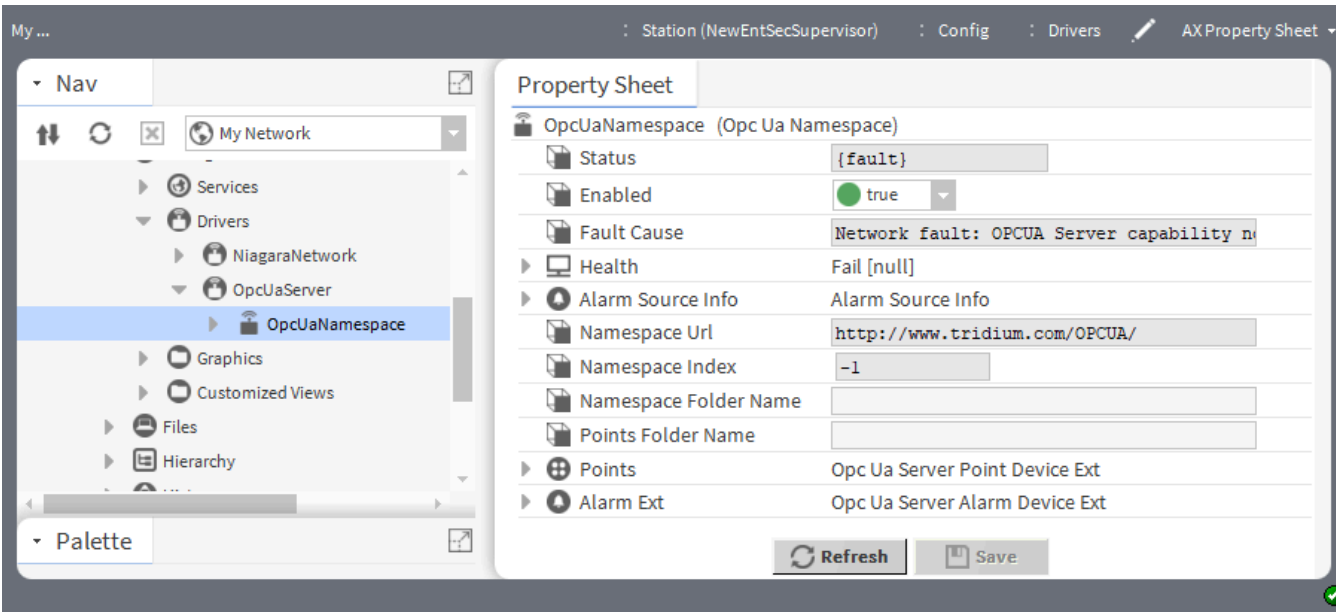 My ...
: Station (NewEntSecSupervisor) : Config : Drivers AX Property Sheet
Nav
My Network
Services
Drivers
NiagaraNetwork
OpcUaServer
OpcUaNamespace
Graphics
Customized Views
Files
Hierarchy
Palette
Property Sheet
OpcUaNamespace (Opc Ua Namespace)
Status {fault}
Enabled true
Fault Cause Network fault: OPCUA Server capability
Health Fail [null]
Alarm Source Info Alarm Source Info
Namespace Url http://www.tridium.com/OPCUA/
Namespace Index -1
Namespace Folder Name
Points Folder Name
Points Opc Ua Server Point Device Ext
Alarm Ext Opc Ua Server Alarm Device Ext
Refresh Save